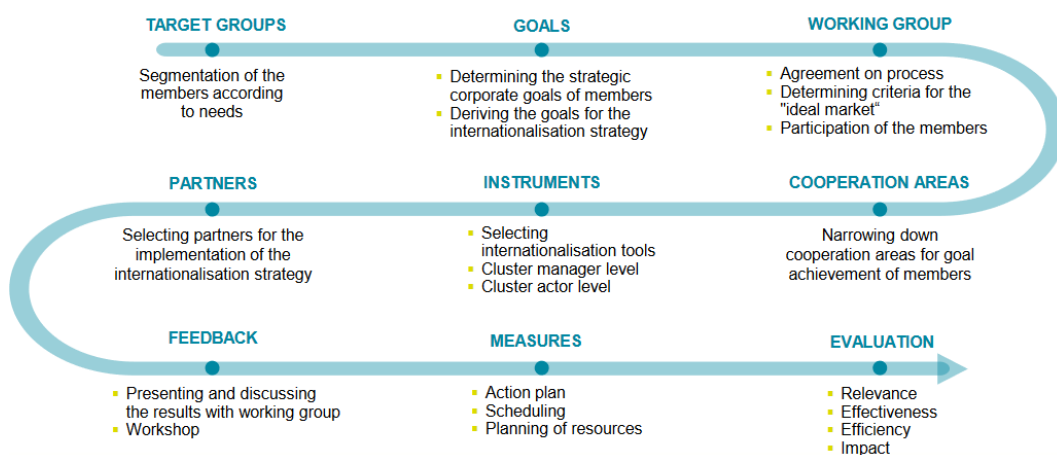 TARGET GROUPS
Segmentation of the
members according
to needs
GOALS
Determining the strategic
corporate goals of members
Deriving the goals for the
internationalisation strategy
WORKING GROUP
Agreement on process
Determining criteria for the
"ideal market“
Participation of the members
PARTNERS
Selecting partners for the
implementation of the
internationalisation strategy
INSTRUMENTS
Selecting
internationalisation tools
Cluster manager level
Cluster actor level
COOPERATION AREAS
Narrowing down
cooperation areas for goal
achievement of members
FEEDBACK
Presenting and discussing
the results with working group
Workshop
MEASURES
Action plan
Scheduling
Planning of resources
EVALUATION
Relevance
Effectiveness
Efficiency
Impact